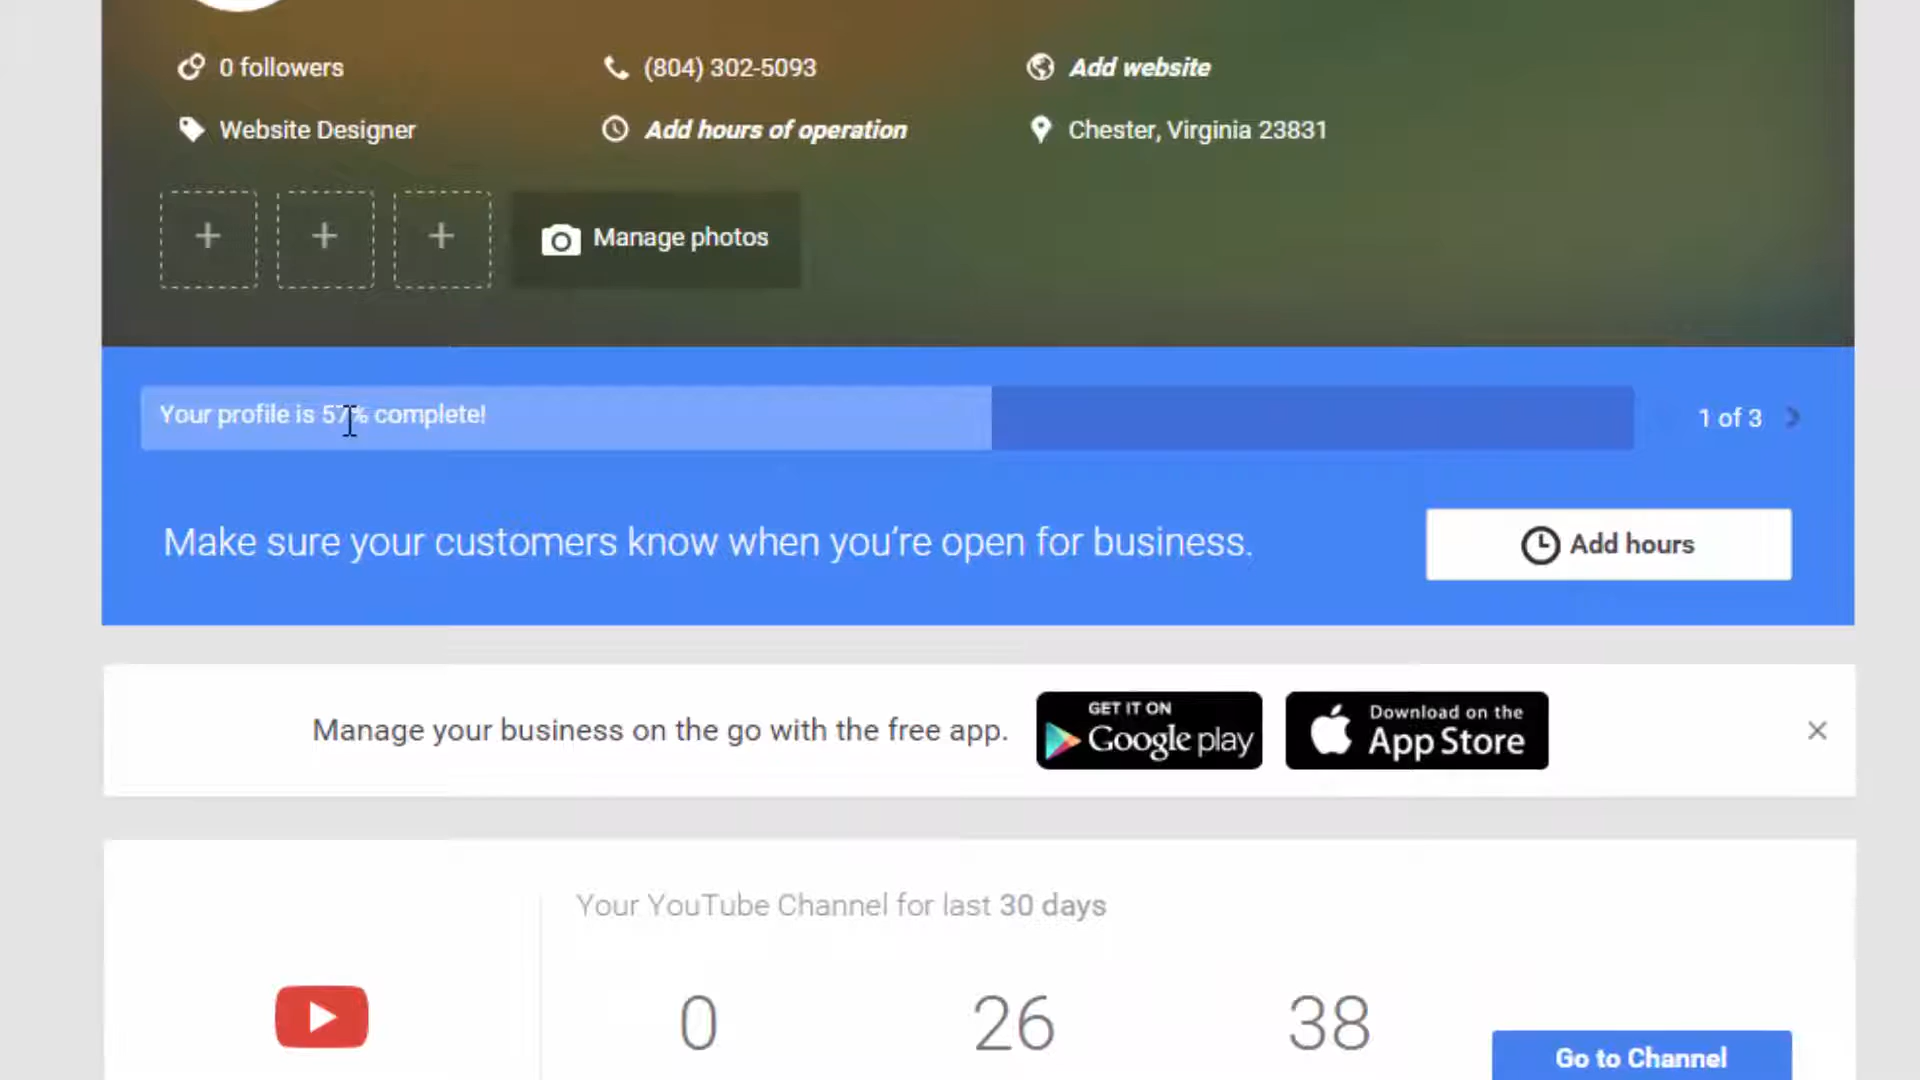 0 followers
(804) 302-5093
Add website
Website Designer
Add hours of operation
Chester, Virginia 23831
Manage photos
Your profile is 57% complete!
1 of 3
Make sure your customers know when you're open for business.
Add hours
Manage your business on the go with the free app.
GET IT ON
Google play
Download on the
App Store
Your YouTube Channel for last 30 days
0
26
38
Go to Channel